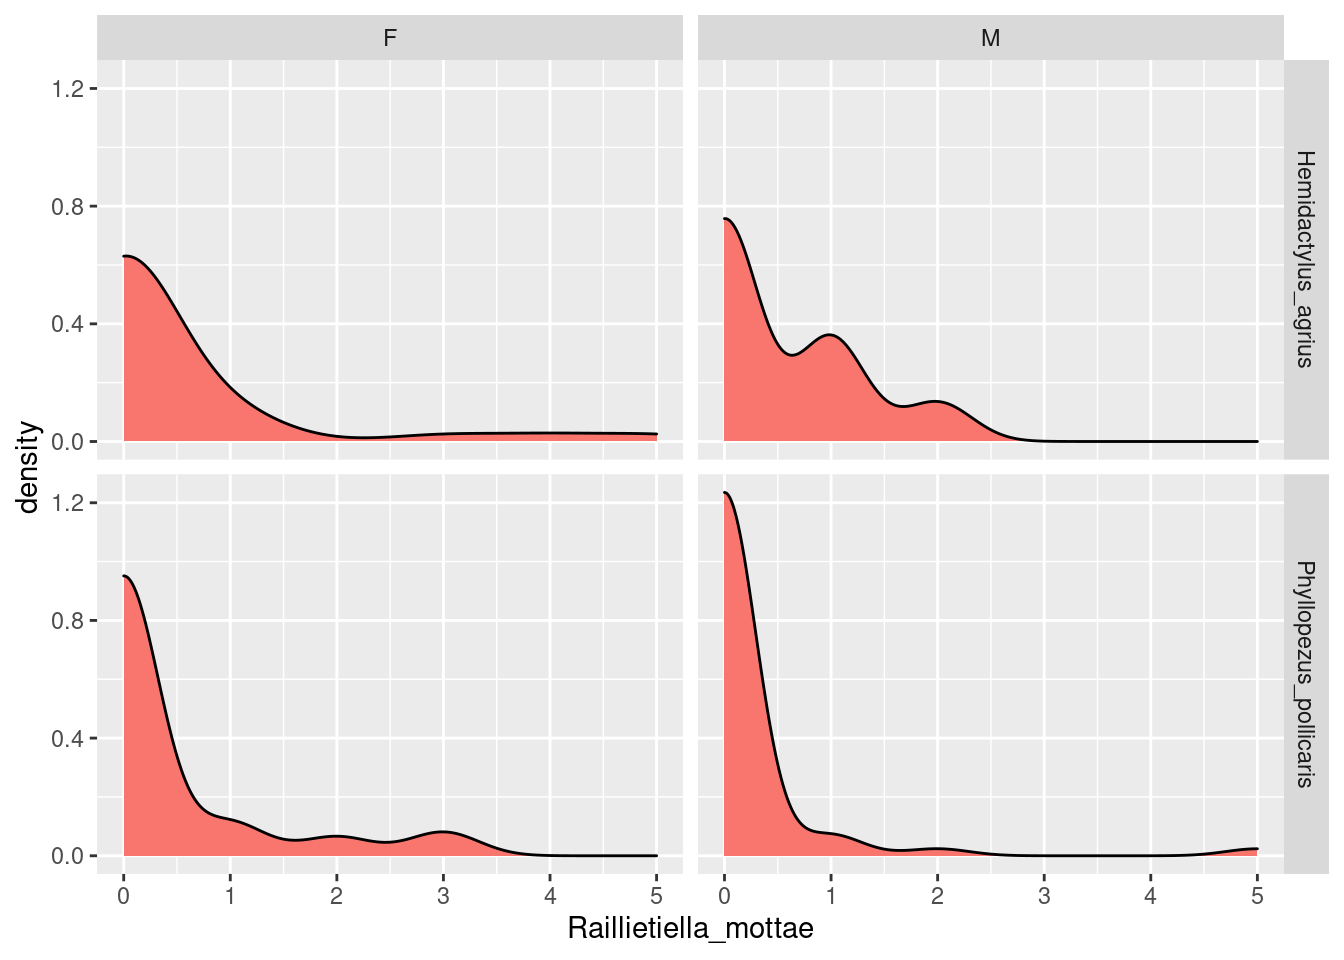 F M
1.2
0.8
0.4
0.0
Hemidactylus_agrius
1.2
0.8
0.4
0.0
Phyllopezus_pollicaris
density
0 1 2 3 4 5 0 1 2 3 4 5
Raillietiella_mottae